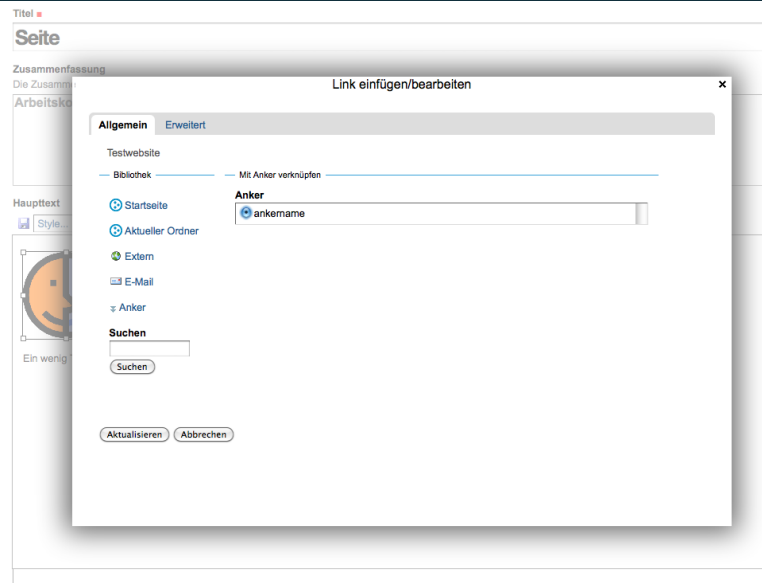 Titel
Seite
Zusammenfassung
Die Zusamm
Arbeitsko
Haupttext
Style...
Ein wenig
Link einfügen/bearbeiten
Allgemein Erweitert
Testwebsite
Bibliothek Mit Anker verknüpfen
Anker
ankername
Startseite
Aktueller Ordner
Extern
E-Mail
Anker
Suchen
Suchen
Aktualisieren Abbrechen